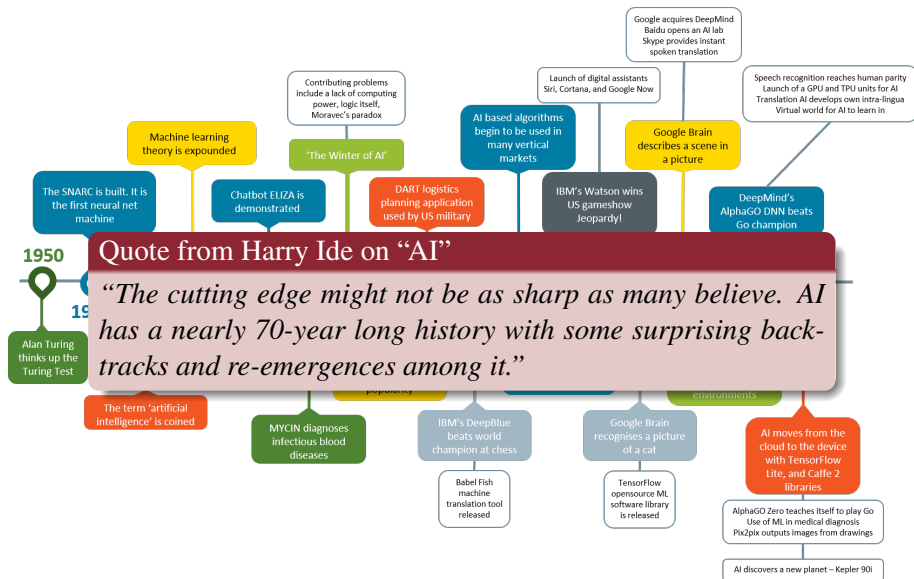 Google acquires DeepMind
Baidu opens an AI lab
Skype provides instant
spoken translation
Contributing problems
include a lack of computing
power, logic itself,
Moravec's paradox
Launch of digital assistants
Siri, Cortana, and Google Now
Speech recognition reaches human parity
Launch of a GPU and TPU units for AI
Translation AI develops own intra-lingua
Virtual world for AI to learn in
Machine learning
theory is expounded
'The Winter of AI'
AI based algorithms
begin to be used in
many vertical
markets
Google Brain
describes a scene in
a picture
The SNARC is built. It is
the first neural net
machine
Chatbot ELIZA is
demonstrated
DART logistics
planning application
used by US military
IBM's Watson wins
US gameshow
Jeopardy!
DeepMind's
AlphaGO DNN beats
Go champion
1950
Quote from Harry Ide on “AI”
“The cutting edge might not be as sharp as many believe. AI
has a nearly 70-year long history with some surprising back-
tracks and re-emergences among it.”
Alan Turing
thinks up the
Turing Test
The term 'artificial
intelligence' is coined
popularity
environments
MYCIN diagnoses
infectious blood
diseases
IBM's DeepBlue
beats world
champion at chess
Google Brain
recognises a picture
of a cat
AI moves from the
cloud to the device
with TensorFlow
Lite, and Caffe 2
libraries
Babel Fish
machine
translation tool
released
TensorFlow
opensource ML
software library
is released
AlphaGO Zero teaches itself to play Go
Use of ML in medical diagnosis
Pix2pix outputs images from drawings
AI discovers a new planet – Kepler 90i